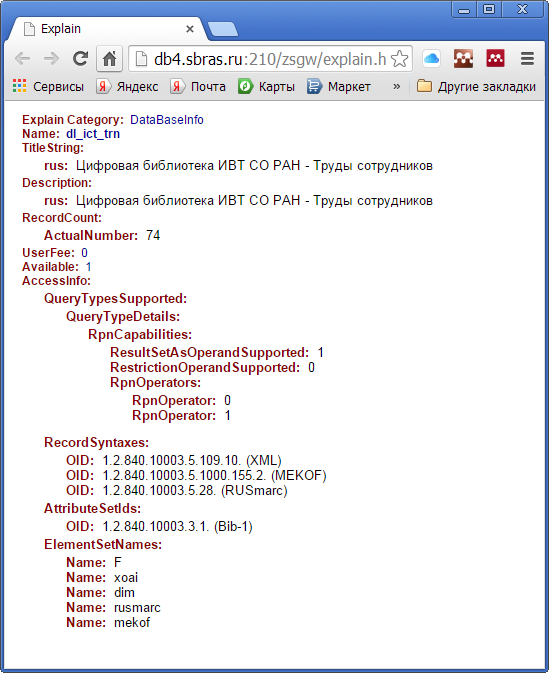 Explain
db4.sbras.ru:210/zsgw/explain.h
Сервисы Яндекс Почта Карты Маркет » Другие закладки
Explain Category: DataBaseInfo
Name: dl_ict_trn
TitleString:
rus: Цифровая библиотека ИВТ СО РАН - Труды сотрудников
Description:
rus: Цифровая библиотека ИВТ СО РАН - Труды сотрудников
RecordCount:
ActualNumber: 74
UserFee: 0
Available: 1
AccessInfo:
QueryTypesSupported:
QueryTypeDetails:
RpnCapabilities:
ResultSetAsOperandSupported: 1
RestrictionOperandSupported: 0
RpnOperators:
RpnOperator: 0
RpnOperator: 1
RecordSyntaxes:
OID: 1.2.840.10003.5.109.10. (XML)
OID: 1.2.840.10003.5.1000.155.2. (MEKOF)
OID: 1.2.840.10003.5.28. (RUSmarc)
AttributeSetIds:
OID: 1.2.840.10003.3.1. (Bib-1)
ElementSetNames:
Name: F
Name: xoai
Name: dim
Name: rusmarc
Name: mekof